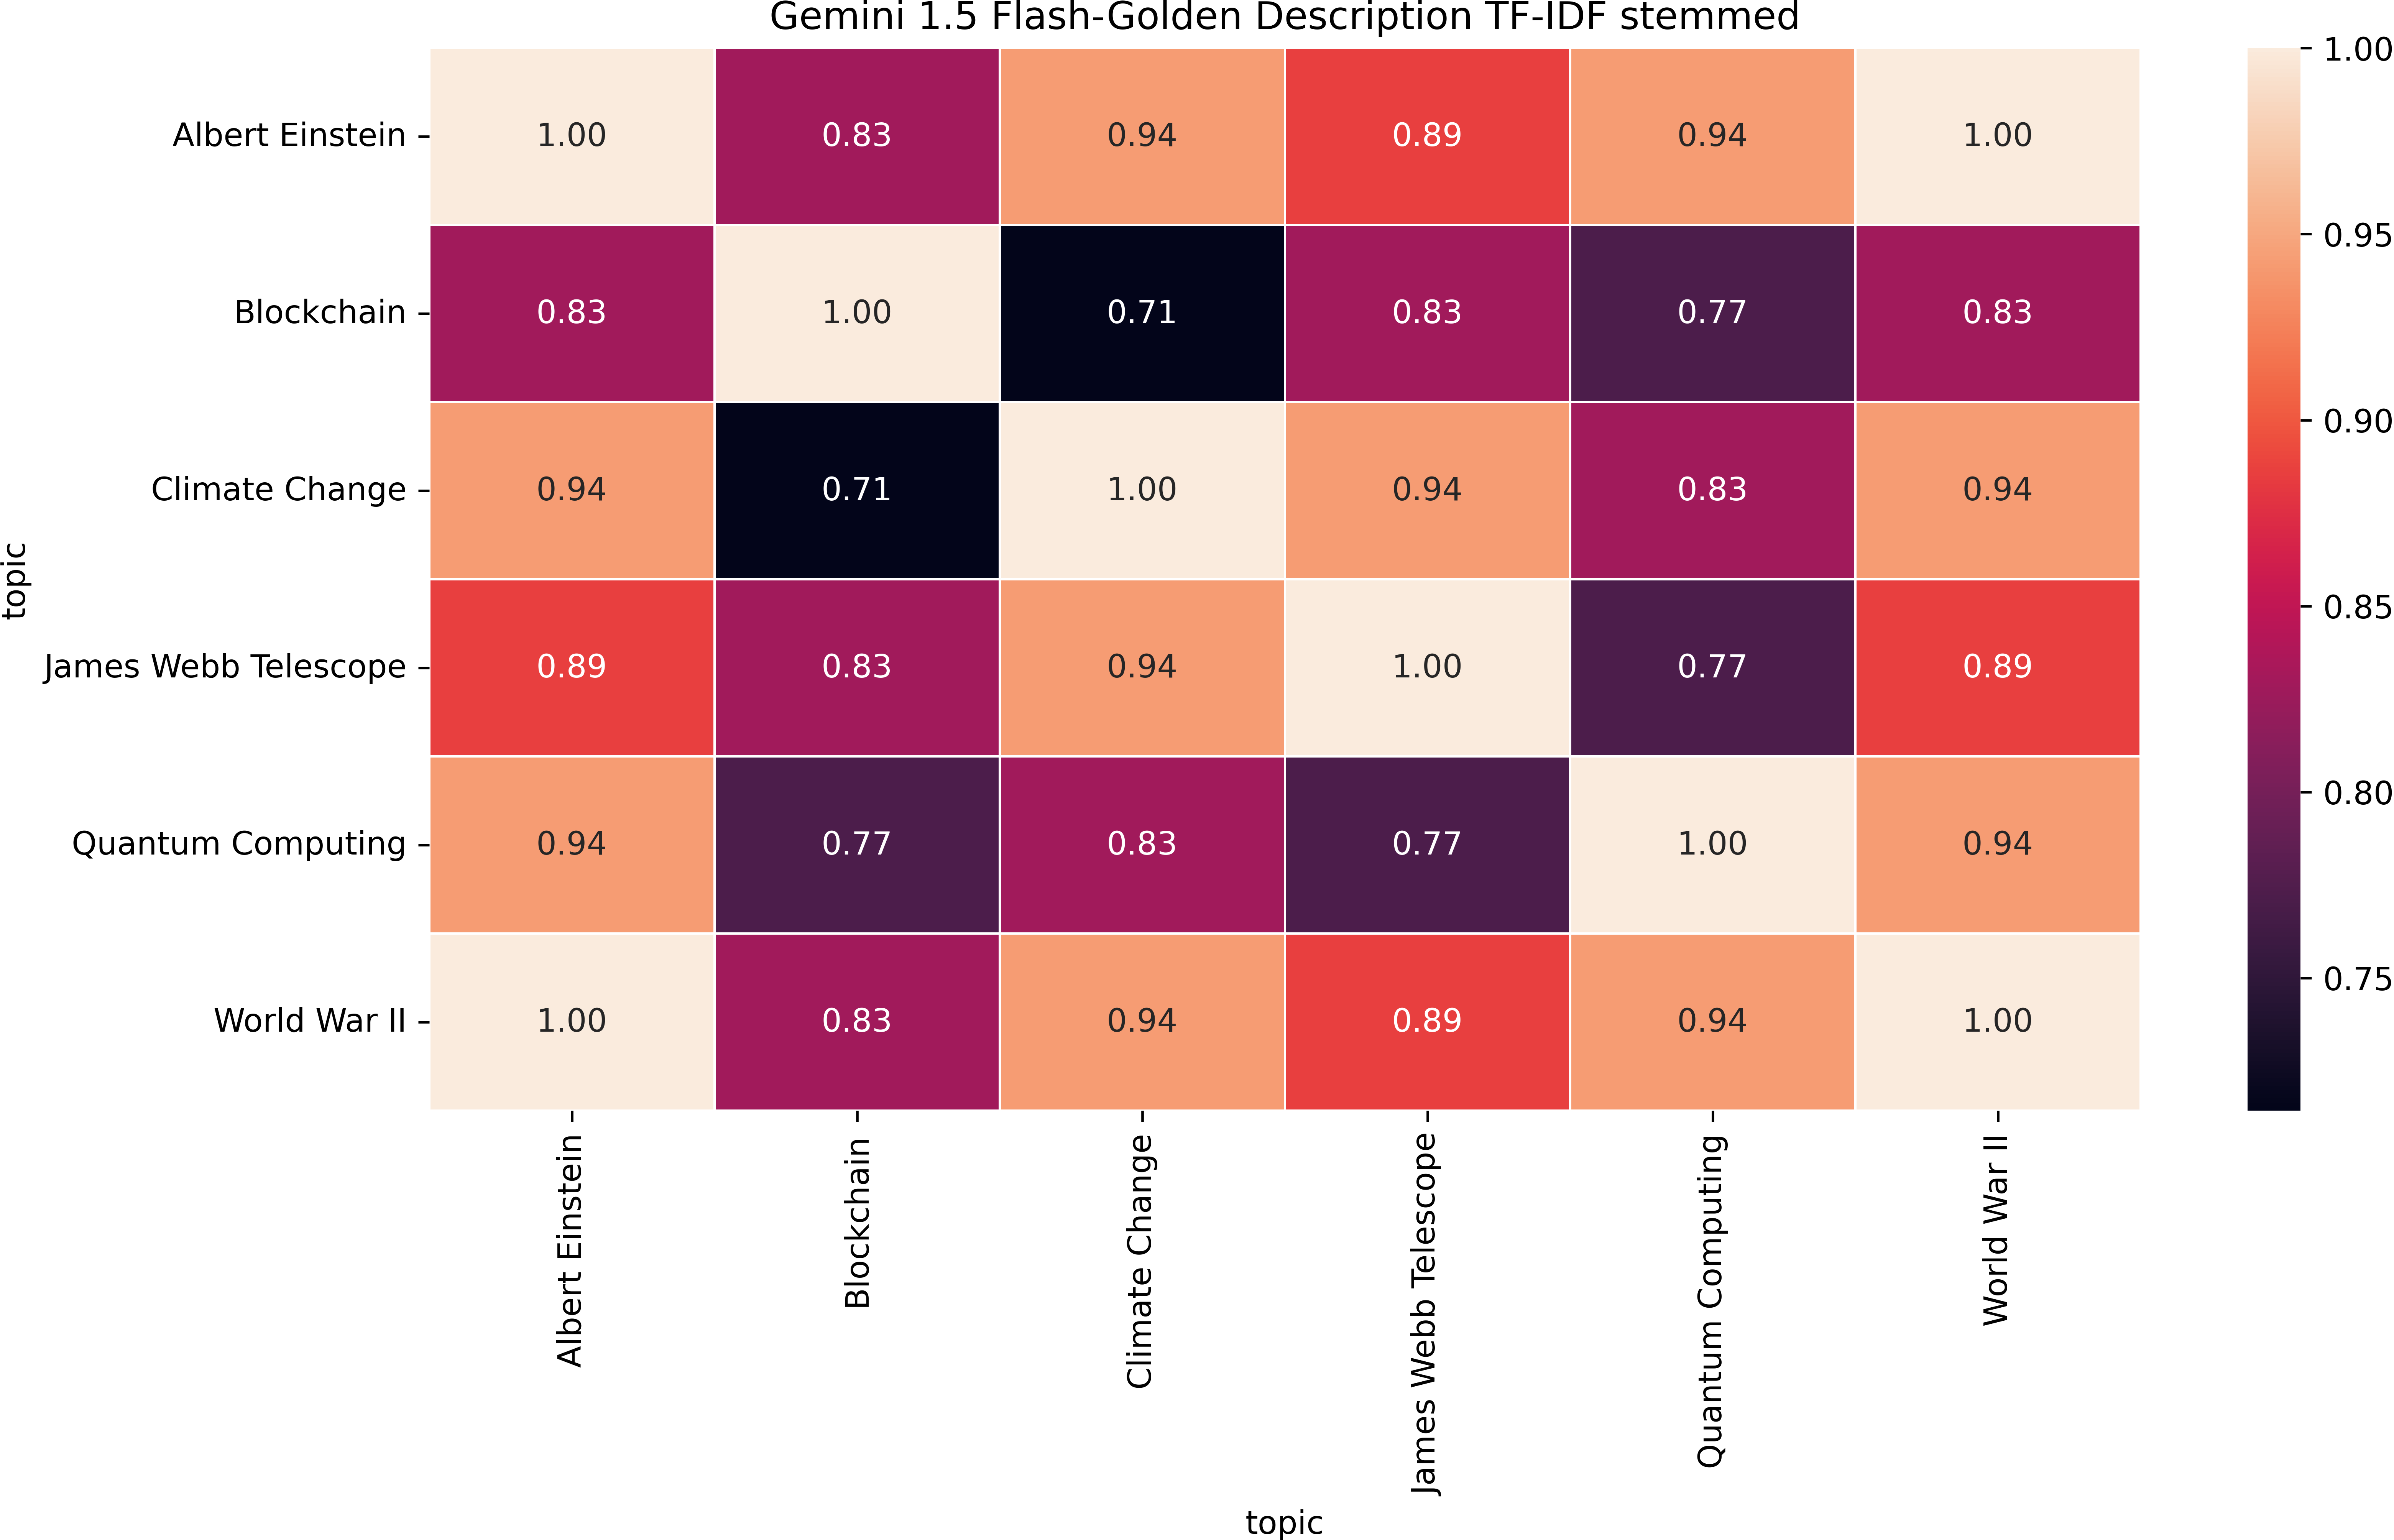 Gemini 1.5 Flash-Golden Description TF-IDF stemmed
topic
Albert Einstein 1.00 0.83 0.94 0.89 0.94 1.00
Blockchain 0.83 1.00 0.71 0.83 0.77 0.83
Climate Change 0.94 0.71 1.00 0.94 0.83 0.94
James Webb Telescope 0.89 0.83 0.94 1.00 0.77 0.89
Quantum Computing 0.94 0.77 0.83 0.77 1.00 0.94
World War II 1.00 0.83 0.94 0.89 0.94 1.00
Albert Einstein
Blockchain
Climate Change
James Webb Telescope
Quantum Computing
World War II
topic
1.00
0.95
0.90
0.85
0.80
0.75